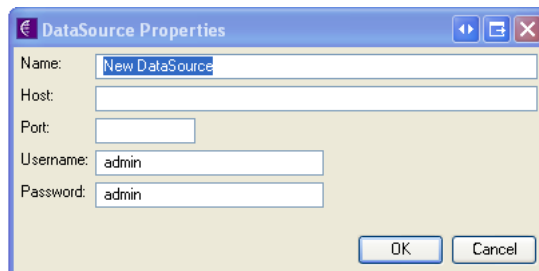 DataSource Properties
Name: New DataSource
Host:
Port:
Username: admin
Password: admin
OK Cancel